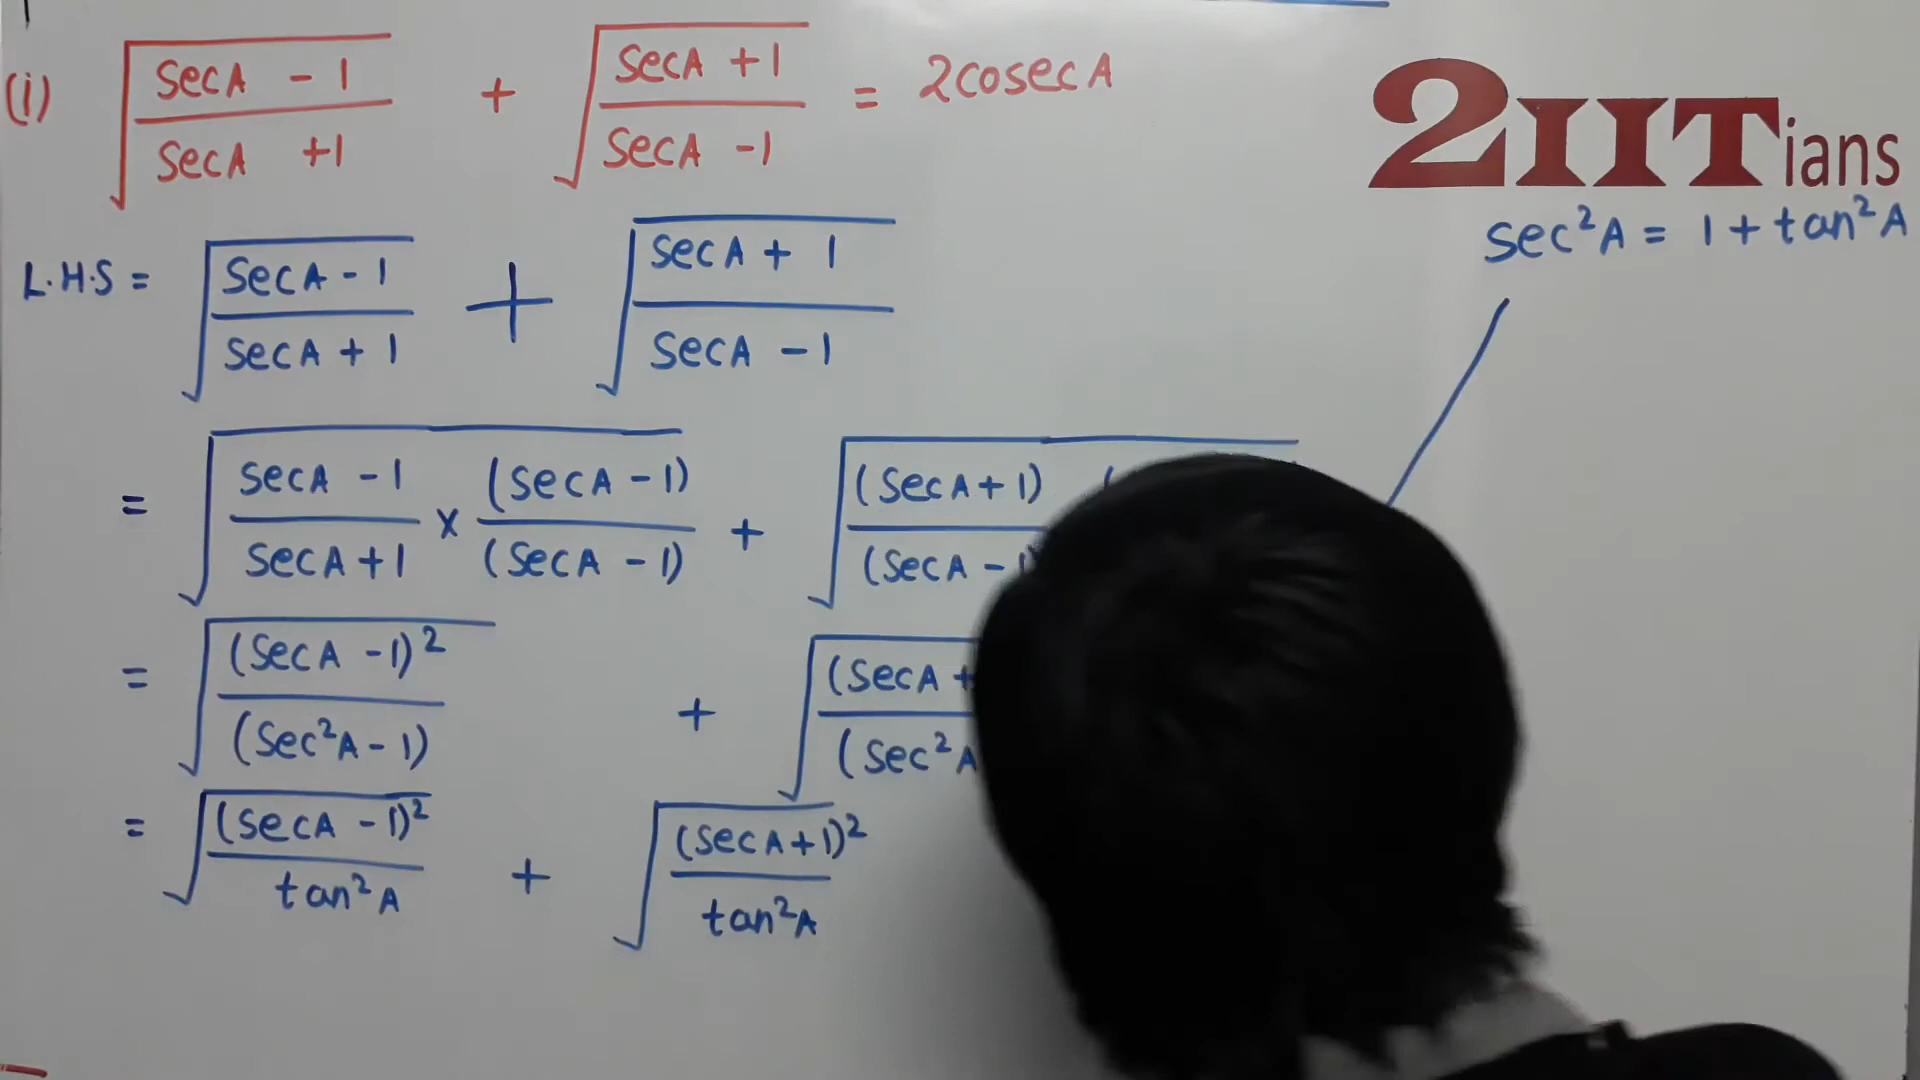 (i) √((secA - 1)/(secA +1)) + √((secA +1)/(secA -1)) = 2cosecA
2IITians
sec²A = 1 + tan²A
L.H.S = √((secA - 1)/(secA + 1)) + √((secA + 1)/(secA - 1))
= √((secA - 1)/(secA + 1) × (secA - 1)/(secA - 1)) + √((secA+1)/(secA -
= √((secA - 1)²/(sec²A - 1)) + √((secA +/(sec²A
= √((secA - 1)²/tan²A) + √((secA+1)²/tan²A)